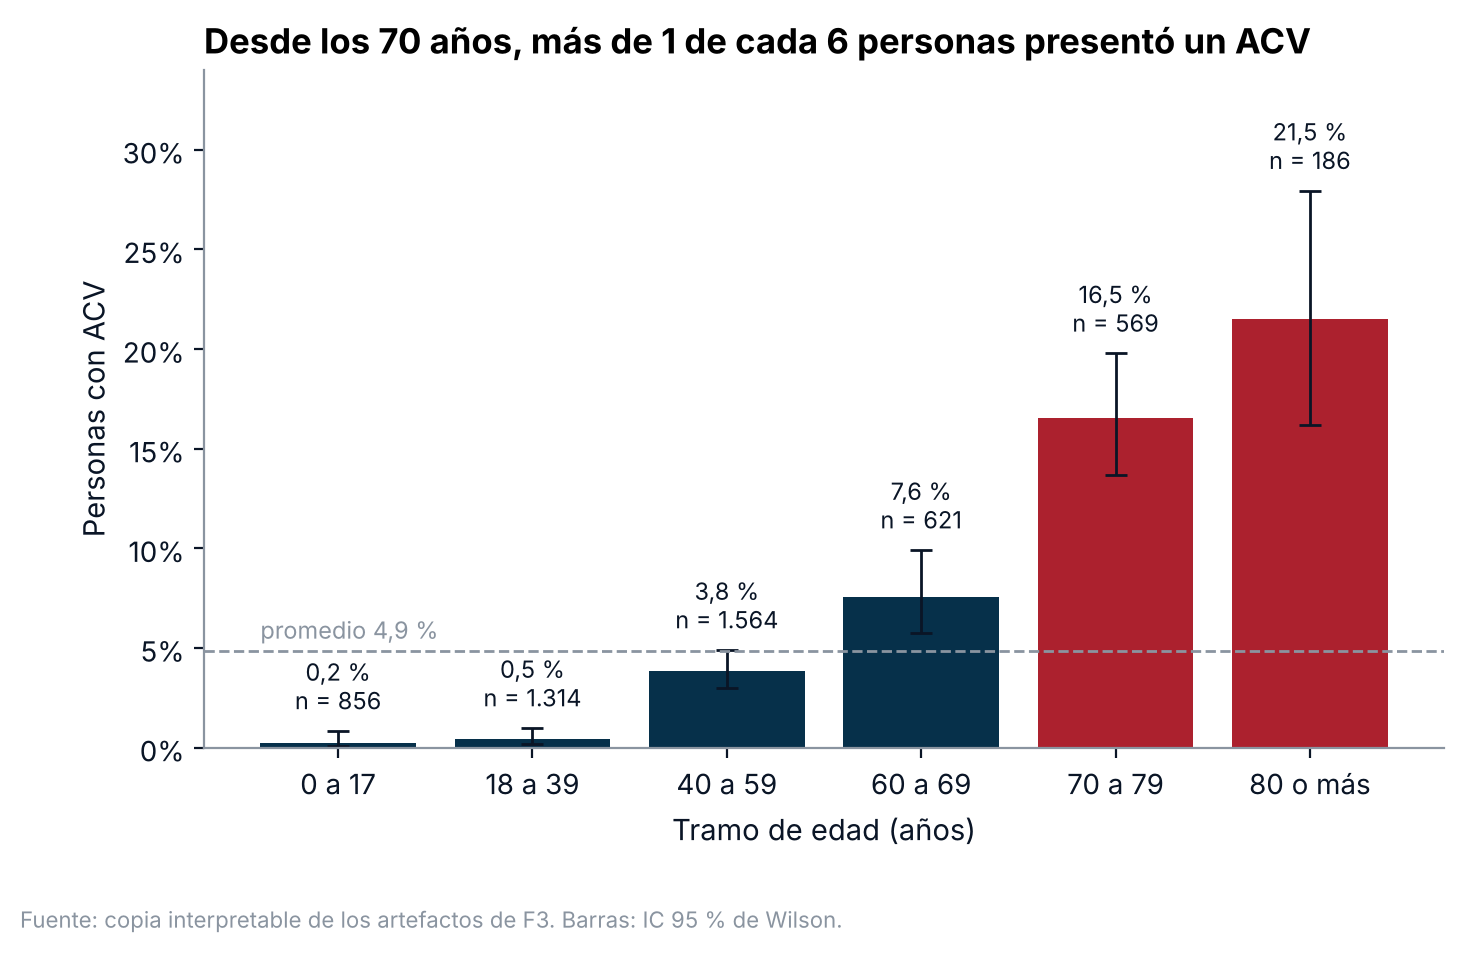 Desde los 70 años, más de 1 de cada 6 personas presentó un ACV
Personas con ACV
30%
25%
20%
15%
10%
5%
0%
promedio 4,9 %
0,2 %
n = 856
0,5 %
n = 1.314
3,8 %
n = 1.564
7,6 %
n = 621
16,5 %
n = 569
21,5 %
n = 186
0 a 17
18 a 39
40 a 59
60 a 69
70 a 79
80 o más
Tramo de edad (años)
Fuente: copia interpretable de los artefactos de F3. Barras: IC 95 % de Wilson.